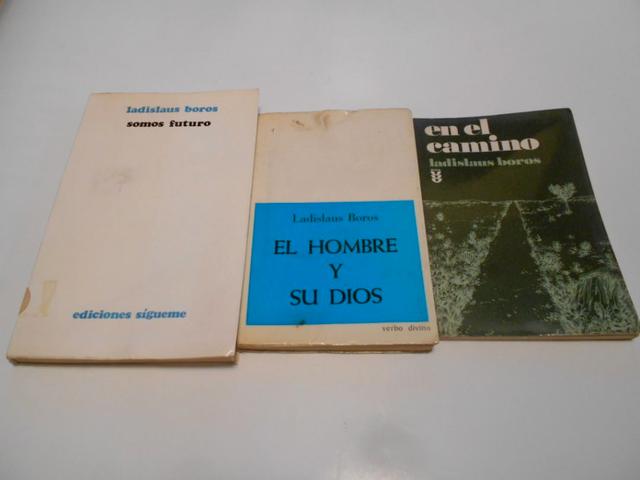 ladislaus boros
somos futuro
ediciones sígueme
Ladislaus Boros
EL HOMBRE
Y
SU DIOS
verbo divino
en el
camino
ladislaus boros